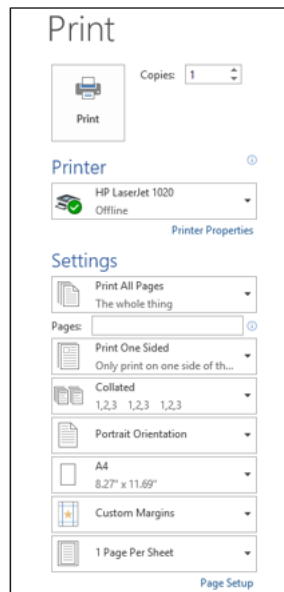 Print
Copies: 1
Print
Printer
HP LaserJet 1020
Offline
Printer Properties
Settings
Print All Pages
The whole thing
Pages:
Print One Sided
Only print on one side of th...
Collated
1,2,3 1,2,3 1,2,3
Portrait Orientation
A4
8.27" x 11.69"
Custom Margins
1 Page Per Sheet
Page Setup